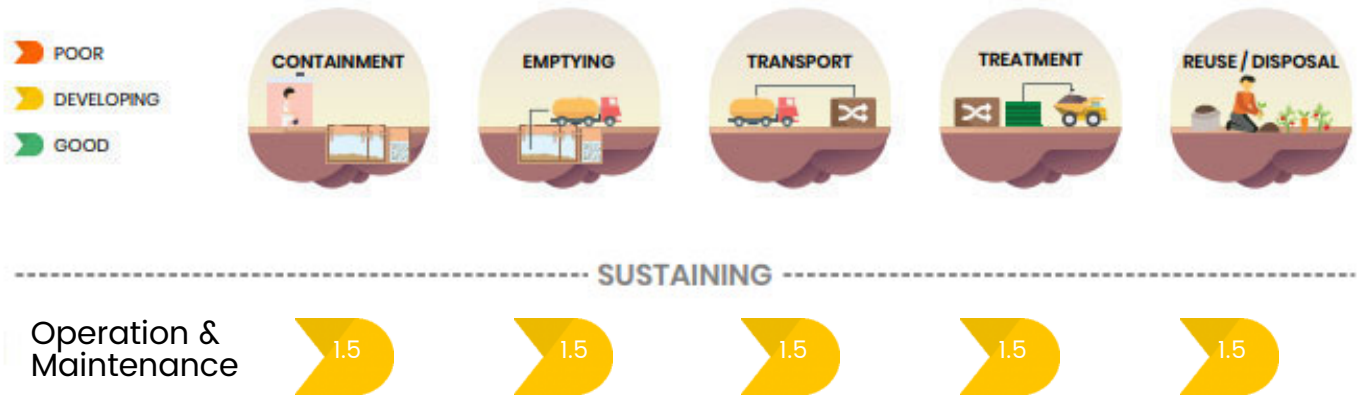 POOR
DEVELOPING
GOOD
CONTAINMENT
EMPTYING
TRANSPORT
TREATMENT
REUSE / DISPOSAL
SUSTAINING
Operation &
Maintenance
1.5
1.5
1.5
1.5
1.5